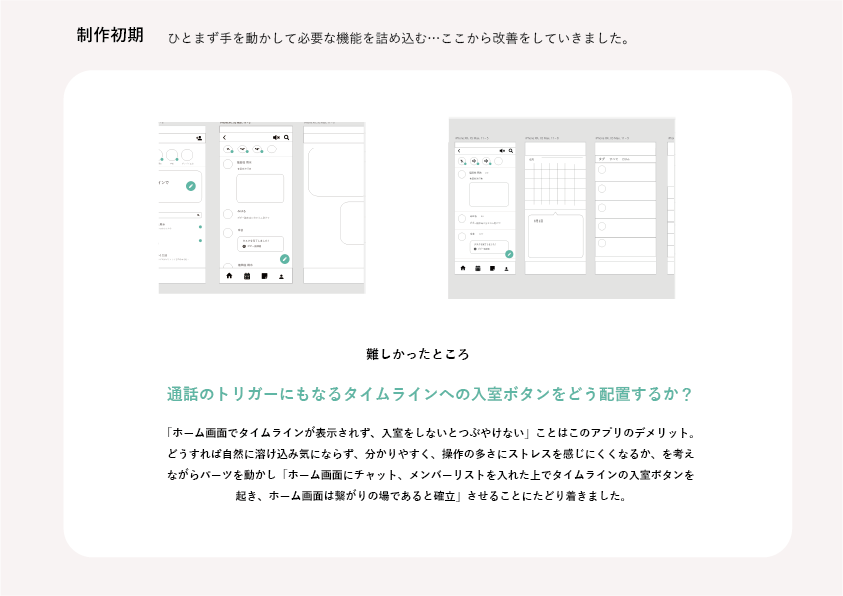 制作初期
ひとまず手を動かして必要な機能を詰め込む…ここから改善をしていきました。
難しかったところ
通話のトリガーにもなるタイムラインへの入室ボタンをどう配置するか？
「ホーム画面でタイムラインが表示されず、入室をしないとつぶやけない」ことはこのアプリのデメリット。
どうすれば自然に溶け込み気にならず、分かりやすく、操作の多さにストレスを感じにくくなるか、を考え
ながらパーツを動かし「ホーム画面にチャット、メンバーリストを入れた上でタイムラインの入室ボタンを
起き、ホーム画面は繋がりの場であると確立」させることにたどり着きました。